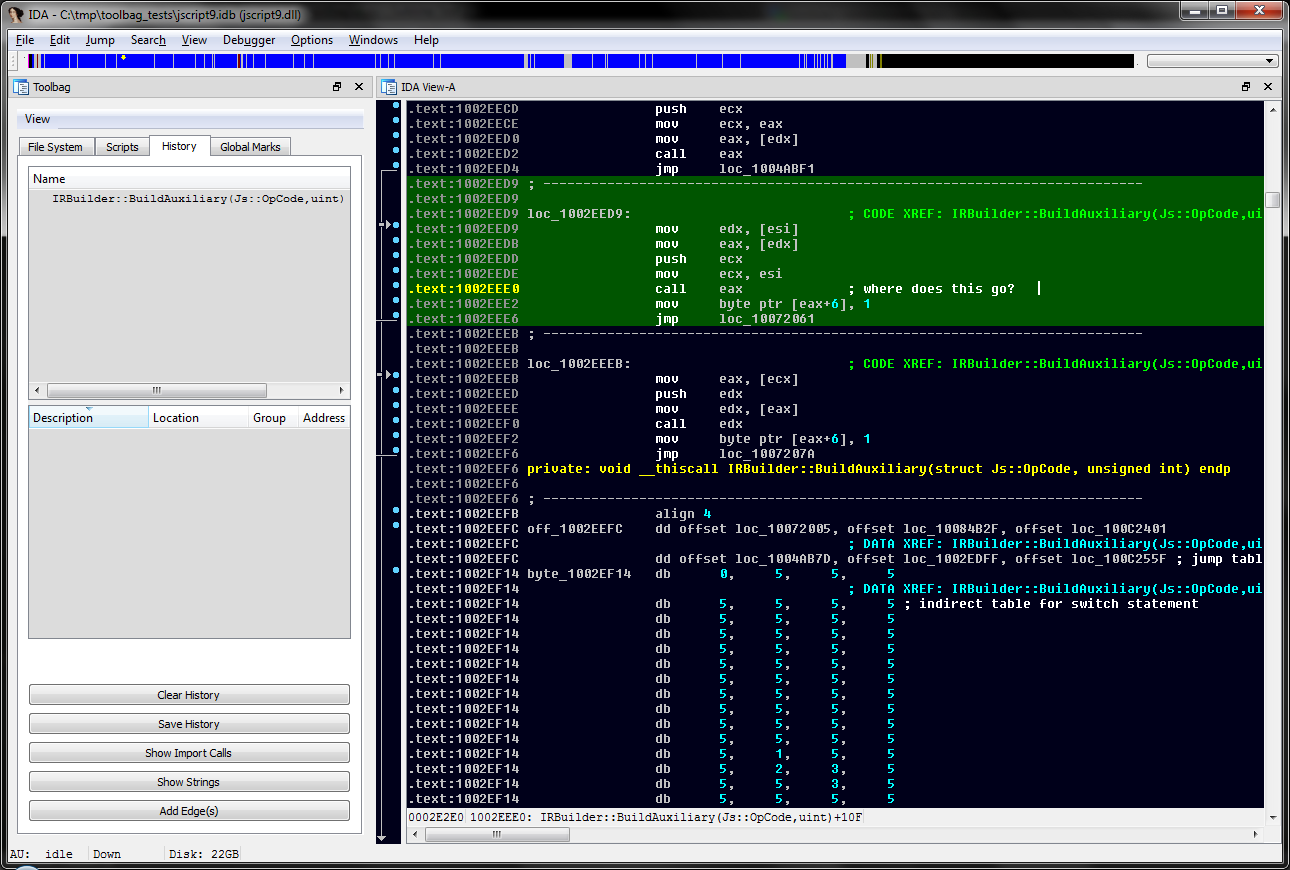 IDA - C:\tmp\toolbag_tests\jscript9.idb (jscript9.dll)
File Edit Jump Search View Debugger Options Windows Help
Toolbag
View
File System Scripts History Global Marks
Name
IRBuilder::BuildAuxiliary(Js::OpCode,uint)
Description Location Group Address
Clear History
Save History
Show Import Calls
Show Strings
Add Edge(s)
IDA View-A
.text:1002EECD push ecx
.text:1002EECE mov ecx, eax
.text:1002EED0 mov eax, [edx]
.text:1002EED2 call eax
.text:1002EED4 jmp loc_1004ABF1
.text:1002EED9 ; ---------------------------------------------------------------------------
.text:1002EED9
.text:1002EED9 loc_1002EED9: ; CODE XREF: IRBuilder::BuildAuxiliary(Js::OpCode,ui
.text:1002EED9 mov edx, [esi]
.text:1002EEDB mov eax, [edx]
.text:1002EEDD push ecx
.text:1002EEDE mov ecx, esi
.text:1002EEE0 call eax ; where does this go?
.text:1002EEE2 mov byte ptr [eax+6], 1
.text:1002EEE6 jmp loc_10072061
.text:1002EEEB ; ---------------------------------------------------------------------------
.text:1002EEEB
.text:1002EEEB loc_1002EEEB: ; CODE XREF: IRBuilder::BuildAuxiliary(Js::OpCode,ui
.text:1002EEEB mov eax, [ecx]
.text:1002EEED push edx
.text:1002EEEE mov edx, [eax]
.text:1002EEF0 call edx
.text:1002EEF2 mov byte ptr [eax+6], 1
.text:1002EEF6 jmp loc_1007207A
.text:1002EEF6 private: void __thiscall IRBuilder::BuildAuxiliary(struct Js::OpCode, unsigned int) endp
.text:1002EEF6
.text:1002EEF6 ; ---------------------------------------------------------------------------
.text:1002EEFB align 4
.text:1002EEFC off_1002EEFC dd offset loc_10072005, offset loc_10084B2F, offset loc_100C2401
.text:1002EEFC ; DATA XREF: IRBuilder::BuildAuxiliary(Js::OpCode,ui
.text:1002EEFC dd offset loc_1004AB7D, offset loc_1002EDFF, offset loc_100C255F ; jump tabl
.text:1002EF14 byte_1002EF14 db 0, 5, 5, 5
.text:1002EF14 ; DATA XREF: IRBuilder::BuildAuxiliary(Js::OpCode,ui
.text:1002EF14 db 5, 5, 5, 5 ; indirect table for switch statement
.text:1002EF14 db 5, 5, 5, 5
.text:1002EF14 db 5, 5, 5, 5
.text:1002EF14 db 5, 5, 5, 5
.text:1002EF14 db 5, 5, 5, 5
.text:1002EF14 db 5, 5, 5, 5
.text:1002EF14 db 5, 5, 5, 5
.text:1002EF14 db 5, 5, 5, 5
.text:1002EF14 db 5, 5, 5, 5
.text:1002EF14 db 5, 5, 5, 5
.text:1002EF14 db 5, 1, 5, 5
.text:1002EF14 db 5, 2, 3, 5
.text:1002EF14 db 5, 5, 3, 5
.text:1002EF14 db 5, 5, 5, 5
0002E2E0 1002EEE0: IRBuilder::BuildAuxiliary(Js::OpCode,uint)+10F
AU: idle Down Disk: 22GB